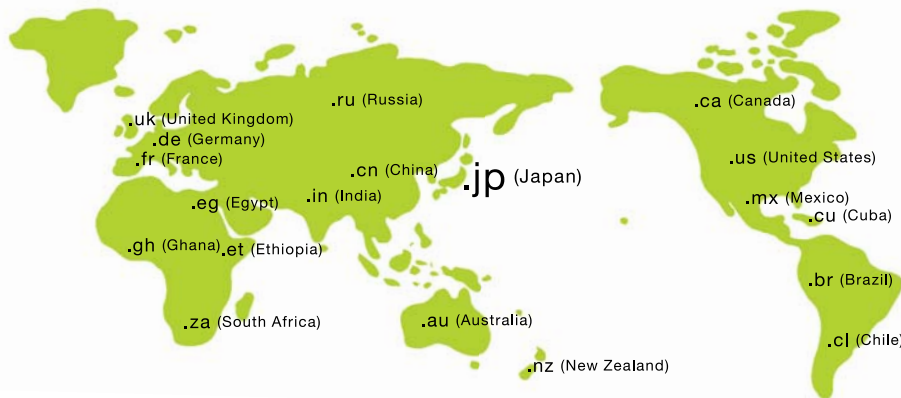 .ru (Russia)
.ca (Canada)
.uk (United Kingdom)
.de (Germany)
.fr (France)
.us (United States)
.cn (China)
.jp (Japan)
.in (India)
.eg (Egypt)
.mx (Mexico)
.cu (Cuba)
.gh (Ghana)
.et (Ethiopia)
.br (Brazil)
.za (South Africa)
.au (Australia)
.cl (Chile)
.nz (New Zealand)